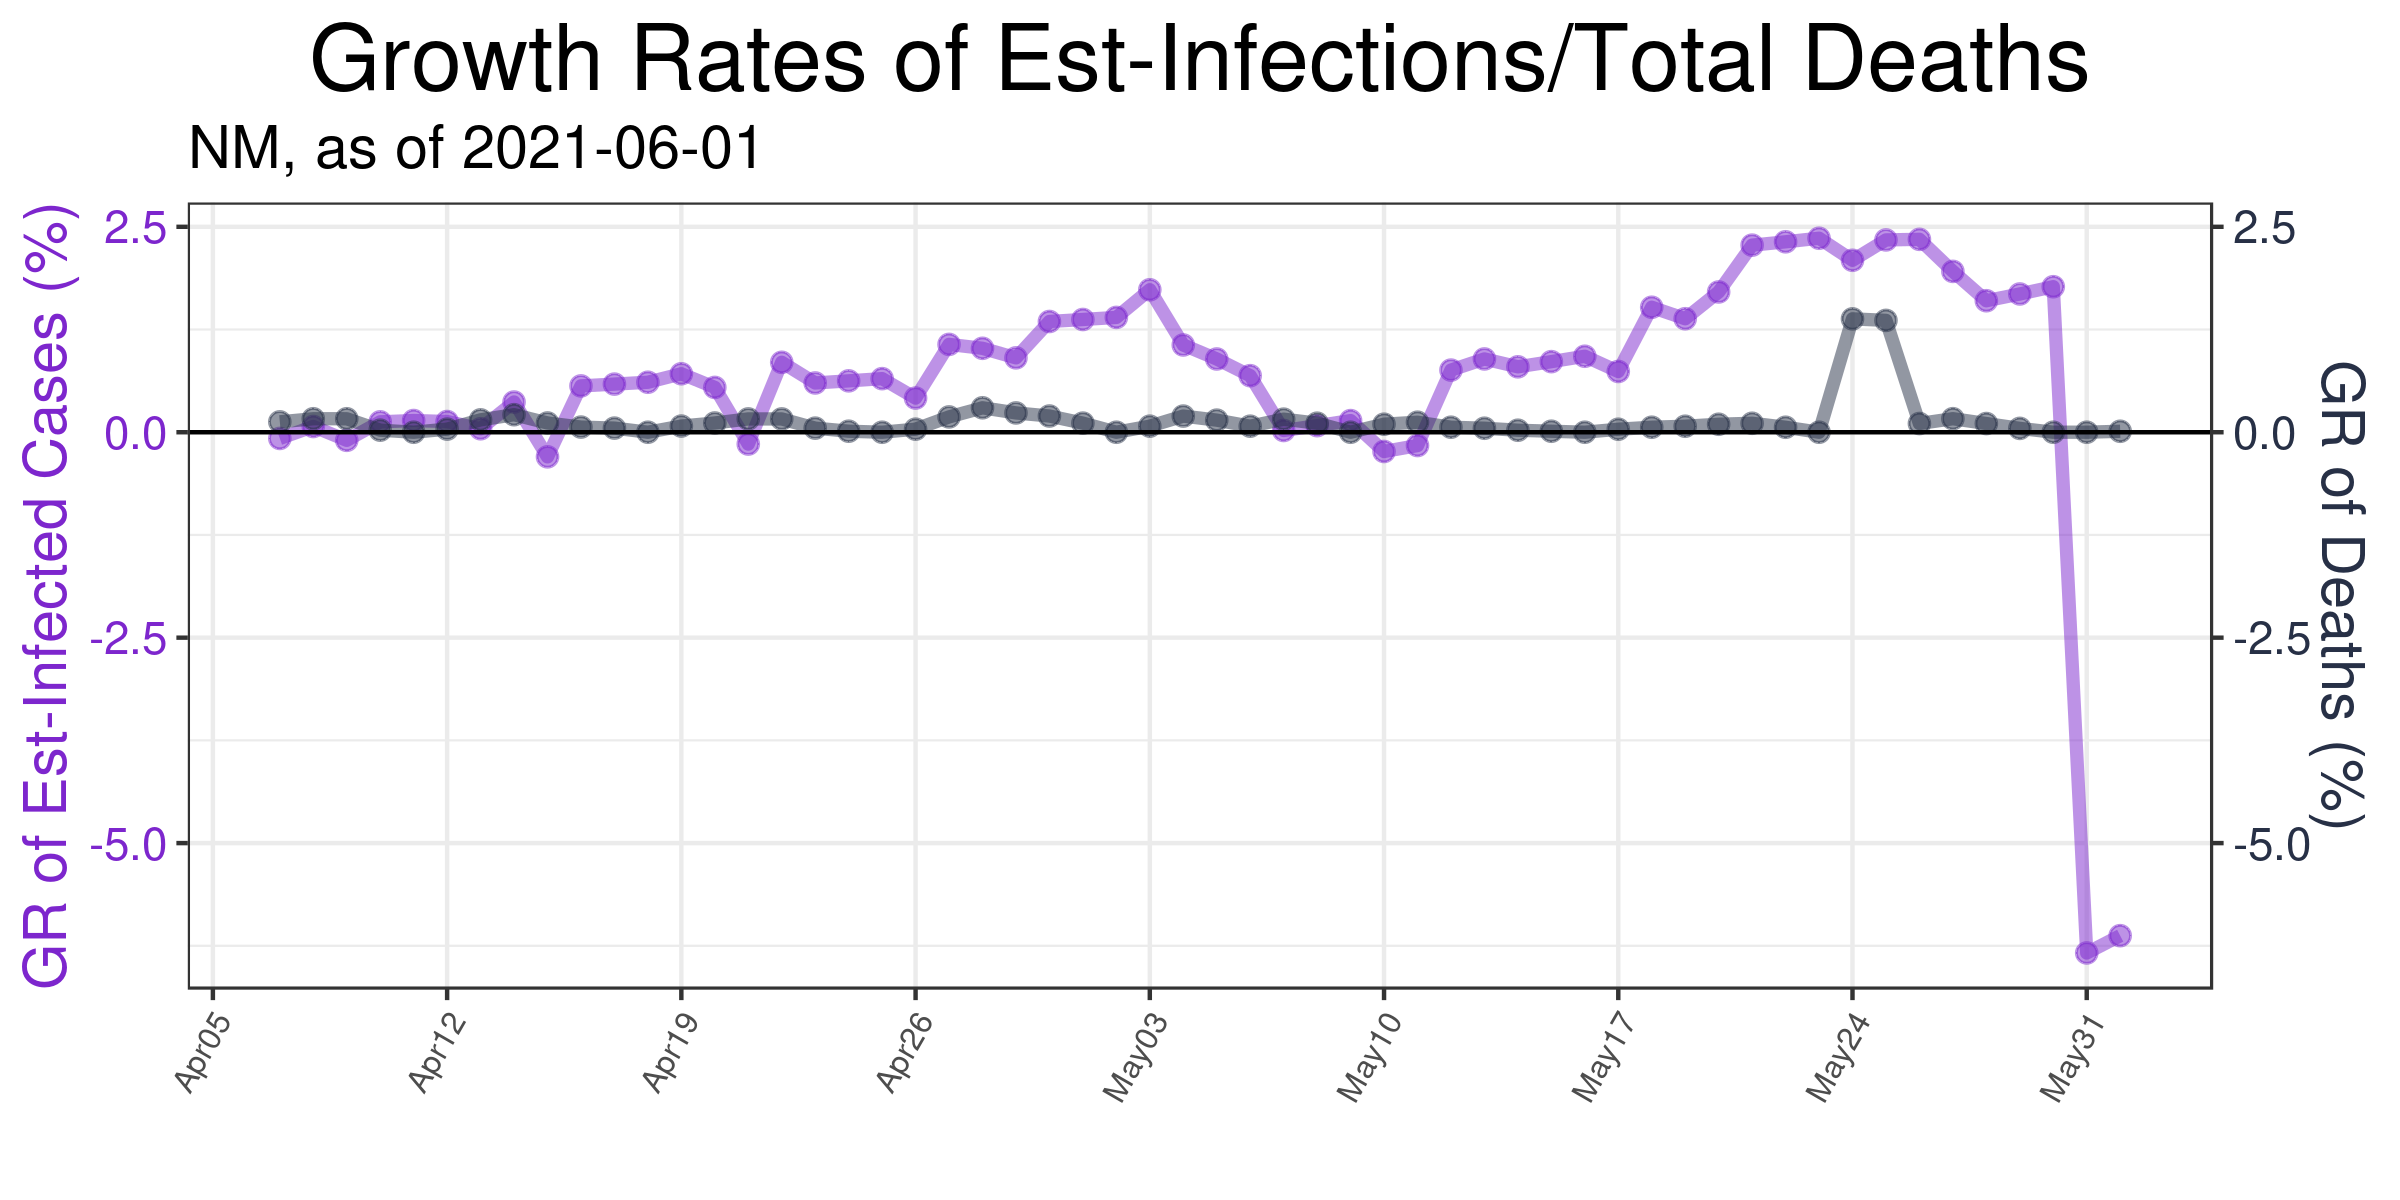 Growth Rates of Est-Infections/Total Deaths
NM, as of 2021-06-01
GR of Est-Infected Cases (%)
2.5
0.0
-2.5
-5.0
2.5
0.0
-2.5
-5.0
GR of Deaths (%)
Apr05
Apr12
Apr19
Apr26
May03
May10
May17
May24
May31